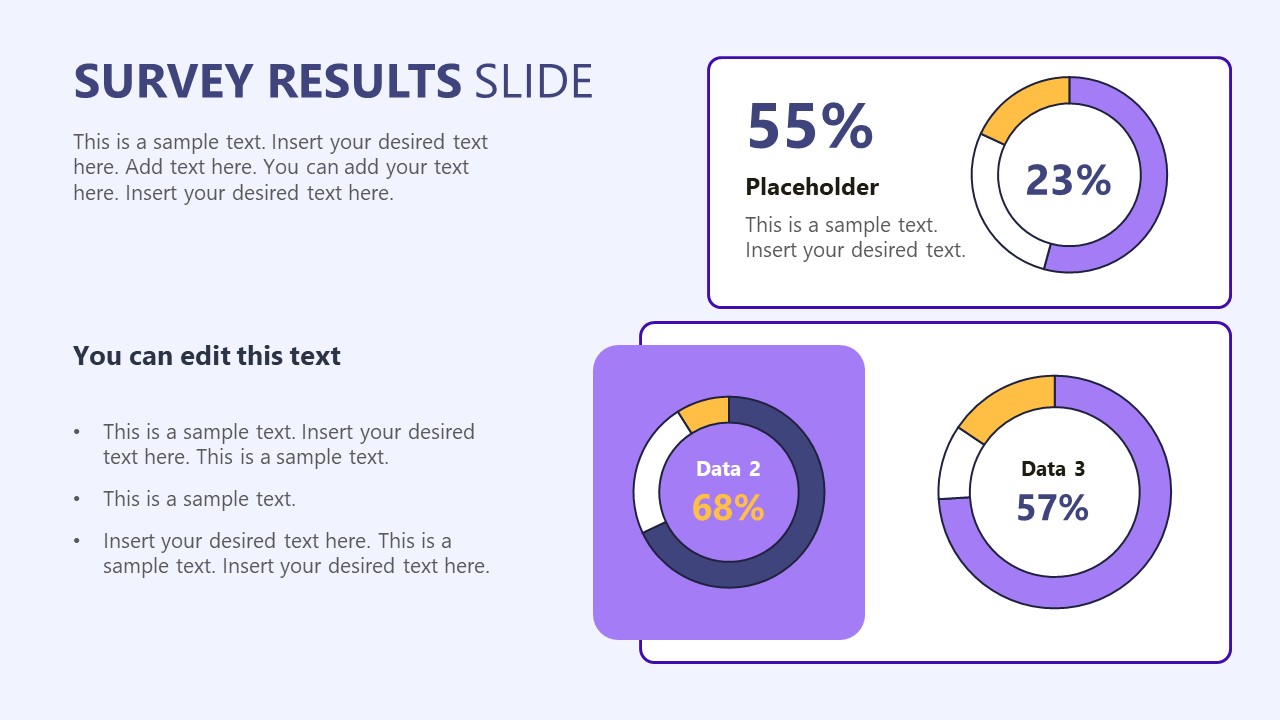 SURVEY RESULTS SLIDE
This is a sample text. Insert your desired text
here. Add text here. You can add your text
here. Insert your desired text here.
You can edit this text
• This is a sample text. Insert your desired
text here. This is a sample text.
• This is a sample text.
• Insert your desired text here. This is a
sample text. Insert your desired text here.
55%
Placeholder
This is a sample text.
Insert your desired text.
23%
Data 2
68%
Data 3
57%